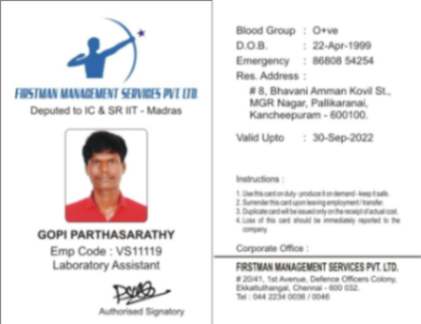 FIRSTMAN MANAGEMENT SERVICES PVT. LTD
Deputed to IC & SR IIT - Madras
GOPI PARTHASARATHY
Emp Code : VS11119
Laboratory Assistant
Authorised Signatory
Blood Group : O+ve
D.O.B. : 22-Apr-1999
Emergency : 86808 54254
Res. Address :
# 8, Bhavani Amman Kovil St.,
MGR Nagar, Pallikaranai,
Kancheepuram - 600100.
Valid Upto : 30-Sep-2022
Instructions :
1. Use this card on duty - produce it on demand - keep it safe.
2. Surrender this card upon leaving employment / transfer.
3. Duplicate card will be issued only on the receipt of actual cost.
4. Loss of this card should be immediately reported to the
company.
Corporate Office :
FIRSTMAN MANAGEMENT SERVICES PVT. LTD.
# 20/41, 1st Avenue, Defence Officers Colony,
Ekkattuthangal, Chennai - 600 032.
Tel : 044 2234 0036 / 0046